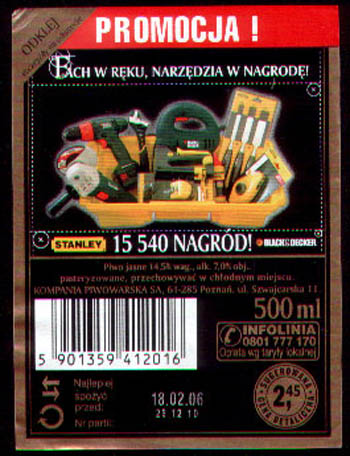 PROMOCJA !
ODKLEJ
FACH W RĘKU, NARZĘDZIA W NAGRODĘ!
STANLEY 15 540 NAGRÓD! BLACK&DECKER
Piwo jasne 14,5% wag., alk. 7,0% obj.,
pasteryzowane, przechowywać w chłodnym miejscu.
KOMPANIA PIWOWARSKA SA, 61-285 Poznań, ul. Szwajcarska 11
500 ml
INFOLINIA
0801 777 170
Opłata wg taryfy lokalnej
5 901359 412016
Najlepiej
spożyć
przed:
Nr partii:
18.02.06
SUGEROWANA
2,45
CENA DETALICZNA